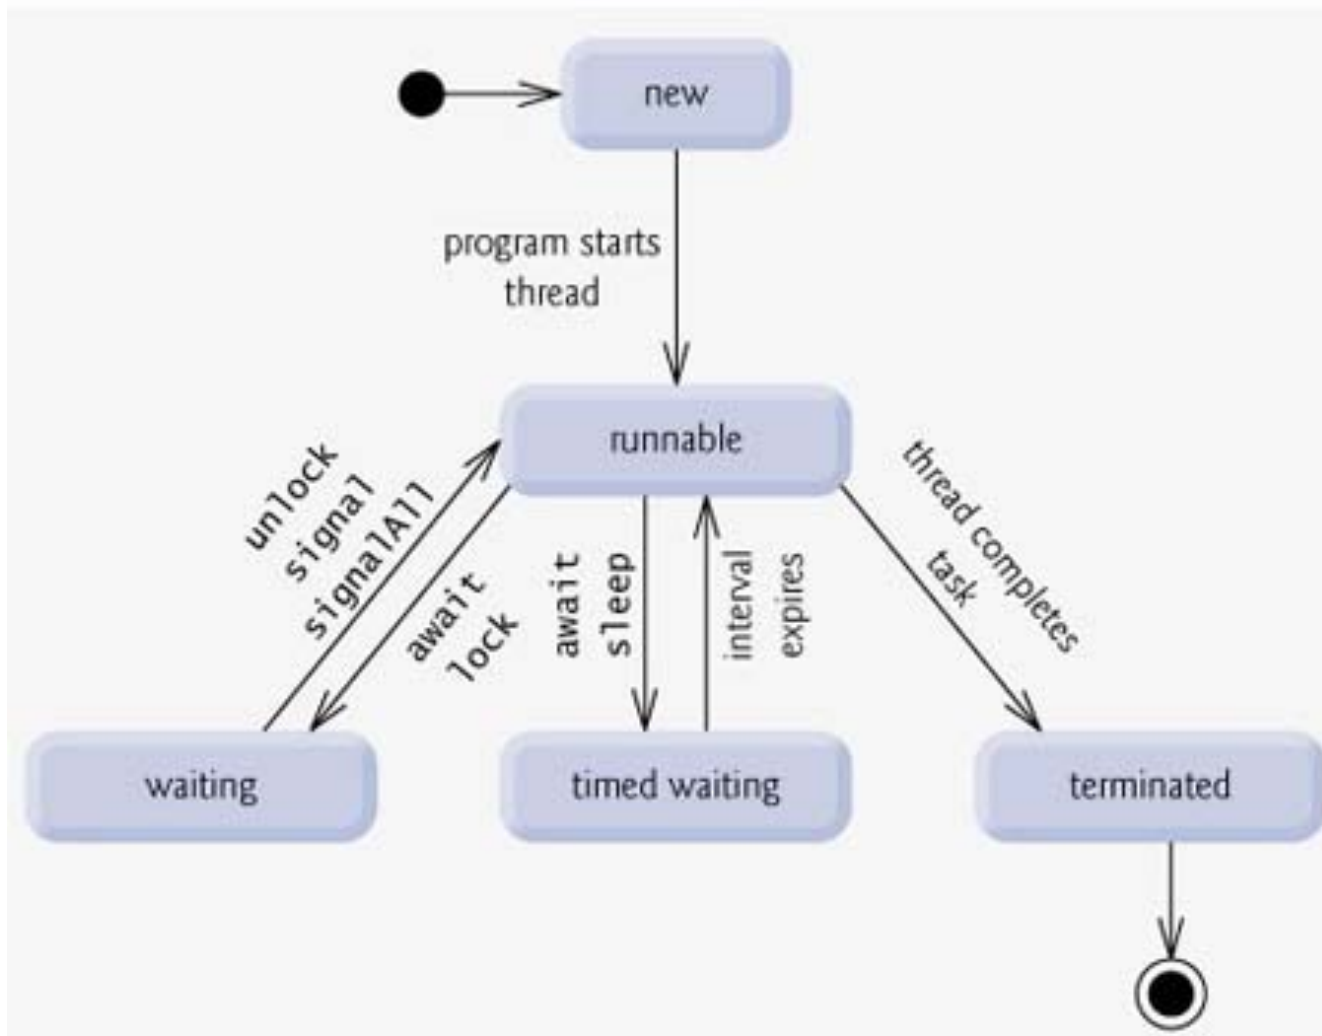 new
program starts
thread
runnable
unlock
signal
signalAll
await
lock
await
sleep
interval
expires
thread completes
task
waiting
timed waiting
terminated